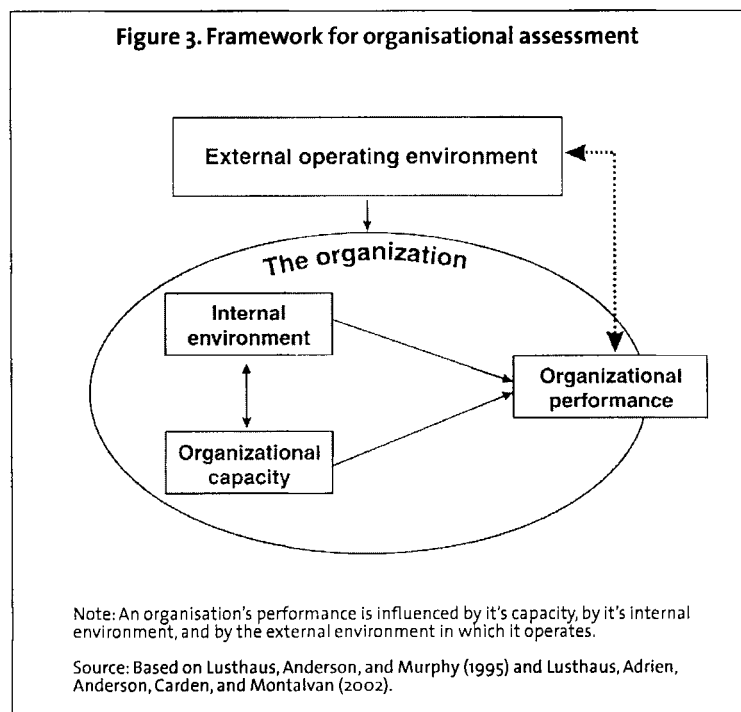 Figure 3. Framework for organisational assessment
External operating environment
The organization
Internal
environment
Organizational
performance
Organizational
capacity
Note: An organisation's performance is influenced by it's capacity, by it's internal
environment, and by the external environment in which it operates.
Source: Based on Lusthaus, Anderson, and Murphy (1995) and Lusthaus, Adrien,
Anderson, Carden, and Montalvan (2002).